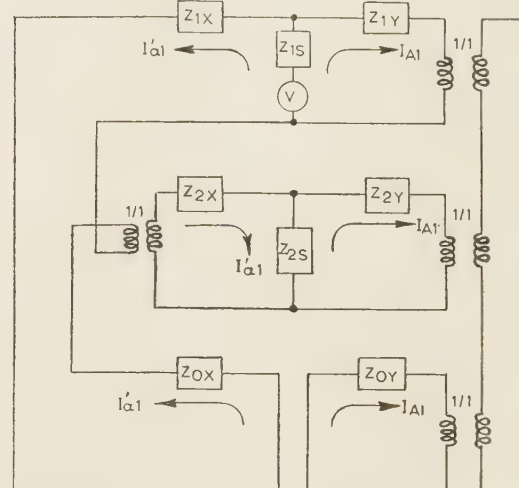 Z1X
Z1Y
I'a1
Z1S
IA1
1/1
V
1/1
Z2X
Z2Y
1/1
I'a1
Z2S
IA1
Z0X
Z0Y
I'a1
IA1
1/1